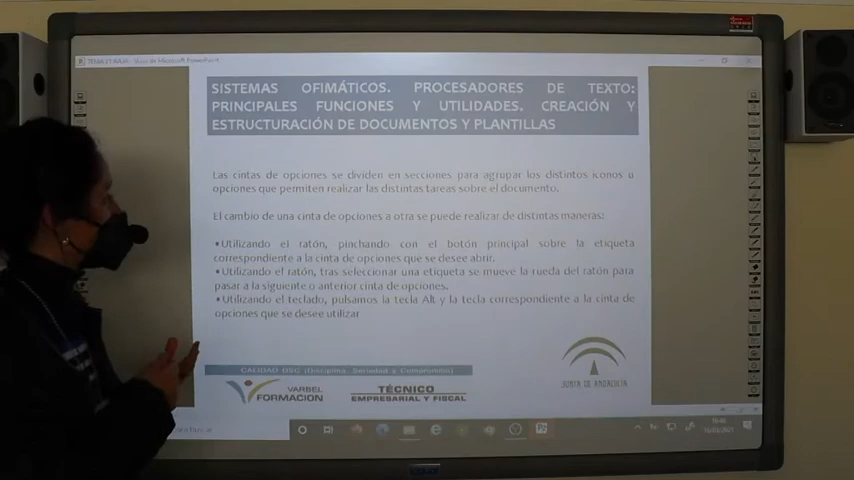 SISTEMAS OFIMÁTICOS. PROCESADORES DE TEXTO:
PRINCIPALES FUNCIONES Y UTILIDADES. CREACIÓN Y
ESTRUCTURACIÓN DE DOCUMENTOS Y PLANTILLAS
Las cintas de opciones se dividen en secciones para agrupar los distintos iconos u
opciones que permiten realizar las distintas tareas sobre el documento.
El cambio de una cinta de opciones a otra se puede realizar de distintas maneras:
•Utilizando el ratón, pinchando con el botón principal sobre la etiqueta
correspondiente a la cinta de opciones que se desee abrir.
•Utilizando el ratón, tras seleccionar una etiqueta se mueve la rueda del ratón para
pasar a la siguiente o anterior cinta de opciones.
•Utilizando el teclado, pulsamos la tecla Alt y la tecla correspondiente a la cinta de
opciones que se desee utilizar
CALIDAD DSC (Disciplina, Seriedad y Compromiso)
VARSEL
FORMACIÓN
TÉCNICO
EMPRESARIAL Y FISCAL
JUNTA DE ANDALUCIA